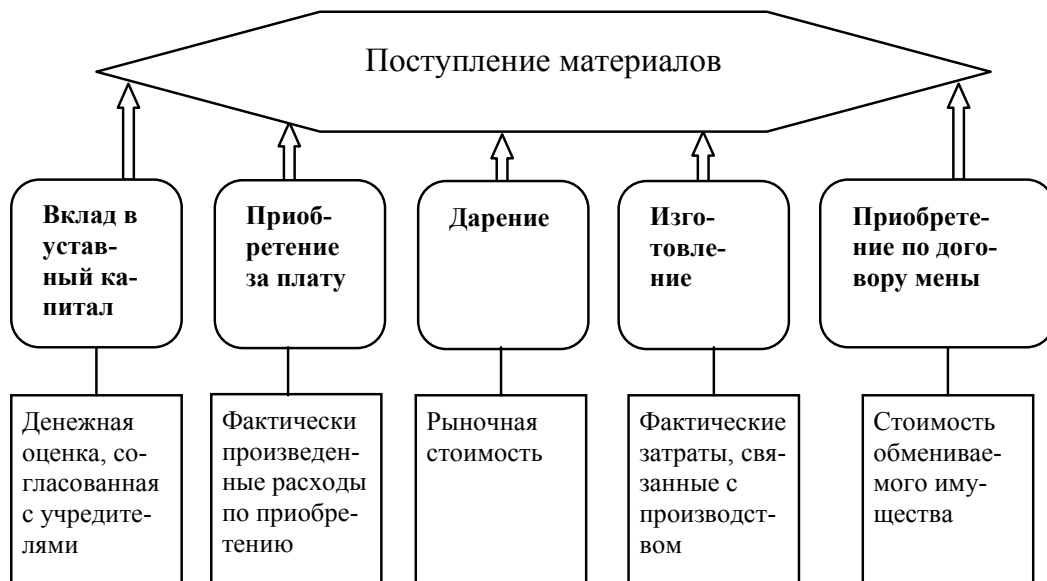 Поступление материалов
Вклад в
устав-
ный ка-
питал
Приоб-
ретение
за плату
Дарение
Изго-
товле-
ние
Приобрете-
ние по дого-
вору мены
Денежная
оценка, со-
гласованная
с учредите-
лями
Фактически
произведен-
ные расходы
по приобре-
тению
Рыночная
стоимость
Фактические
затраты, свя-
занные с
производст-
вом
Стоимость
обменивае-
мого иму-
щества